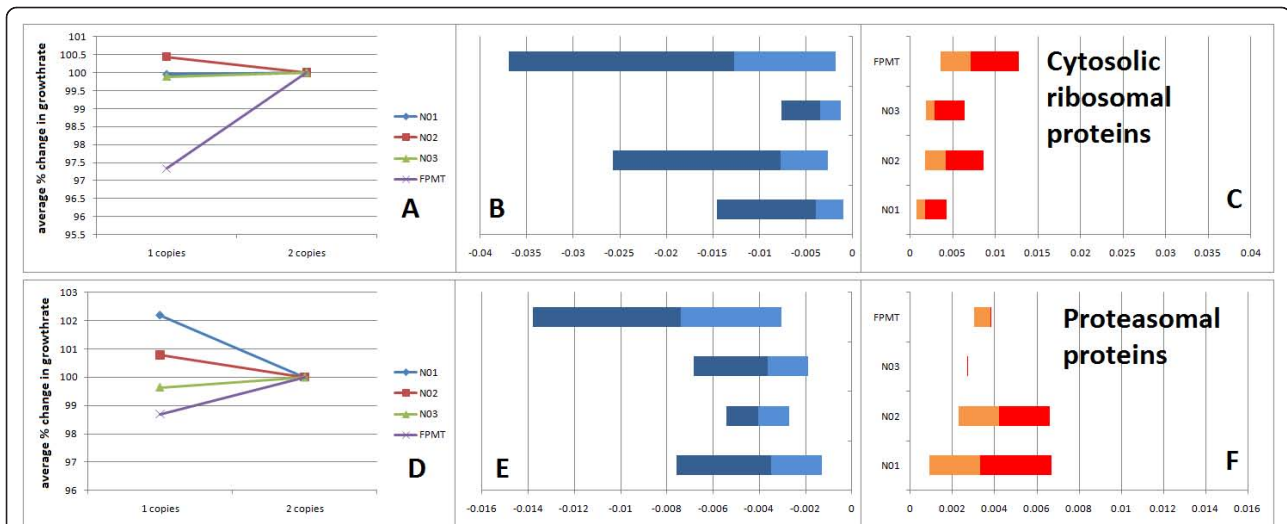 101
100.5
100
99.5
99
98.5
98
97.5
97
96.5
96
95.5
average % change in growthrate
1 copies 2 copies
N01
N02
N03
FPMT
A
B
-0.04 -0.035 -0.03 -0.025 -0.02 -0.015 -0.01 -0.005 0
FPMT
N03
N02
N01
Cytosolic
ribosomal
proteins
C
0 0.005 0.01 0.015 0.02 0.025 0.03 0.035 0.04
103
102
101
100
99
98
97
96
average % change in growthrate
1 copies 2 copies
N01
N02
N03
FPMT
D
E
-0.016 -0.014 -0.012 -0.01 -0.008 -0.006 -0.004 -0.002 0
FPMT
N03
N02
N01
Proteasomal
proteins
F
0 0.002 0.004 0.006 0.008 0.01 0.012 0.014 0.016